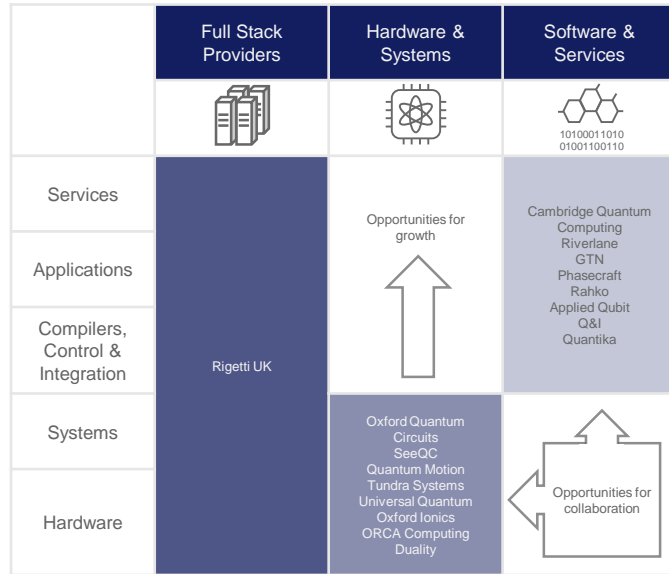 Full Stack
Providers
Hardware &
Systems
Software &
Services
10100011010
01001100110
Services
Applications
Compilers,
Control &
Integration
Systems
Hardware
Rigetti UK
Opportunities for
growth
Oxford Quantum
Circuits
SeeQC
Quantum Motion
Tundra Systems
Universal Quantum
Oxford Ionics
ORCA Computing
Duality
Cambridge Quantum
Computing
Riverlane
GTN
Phasecraft
Rahko
Applied Qubit
Q&I
Quantika
Opportunities for
collaboration